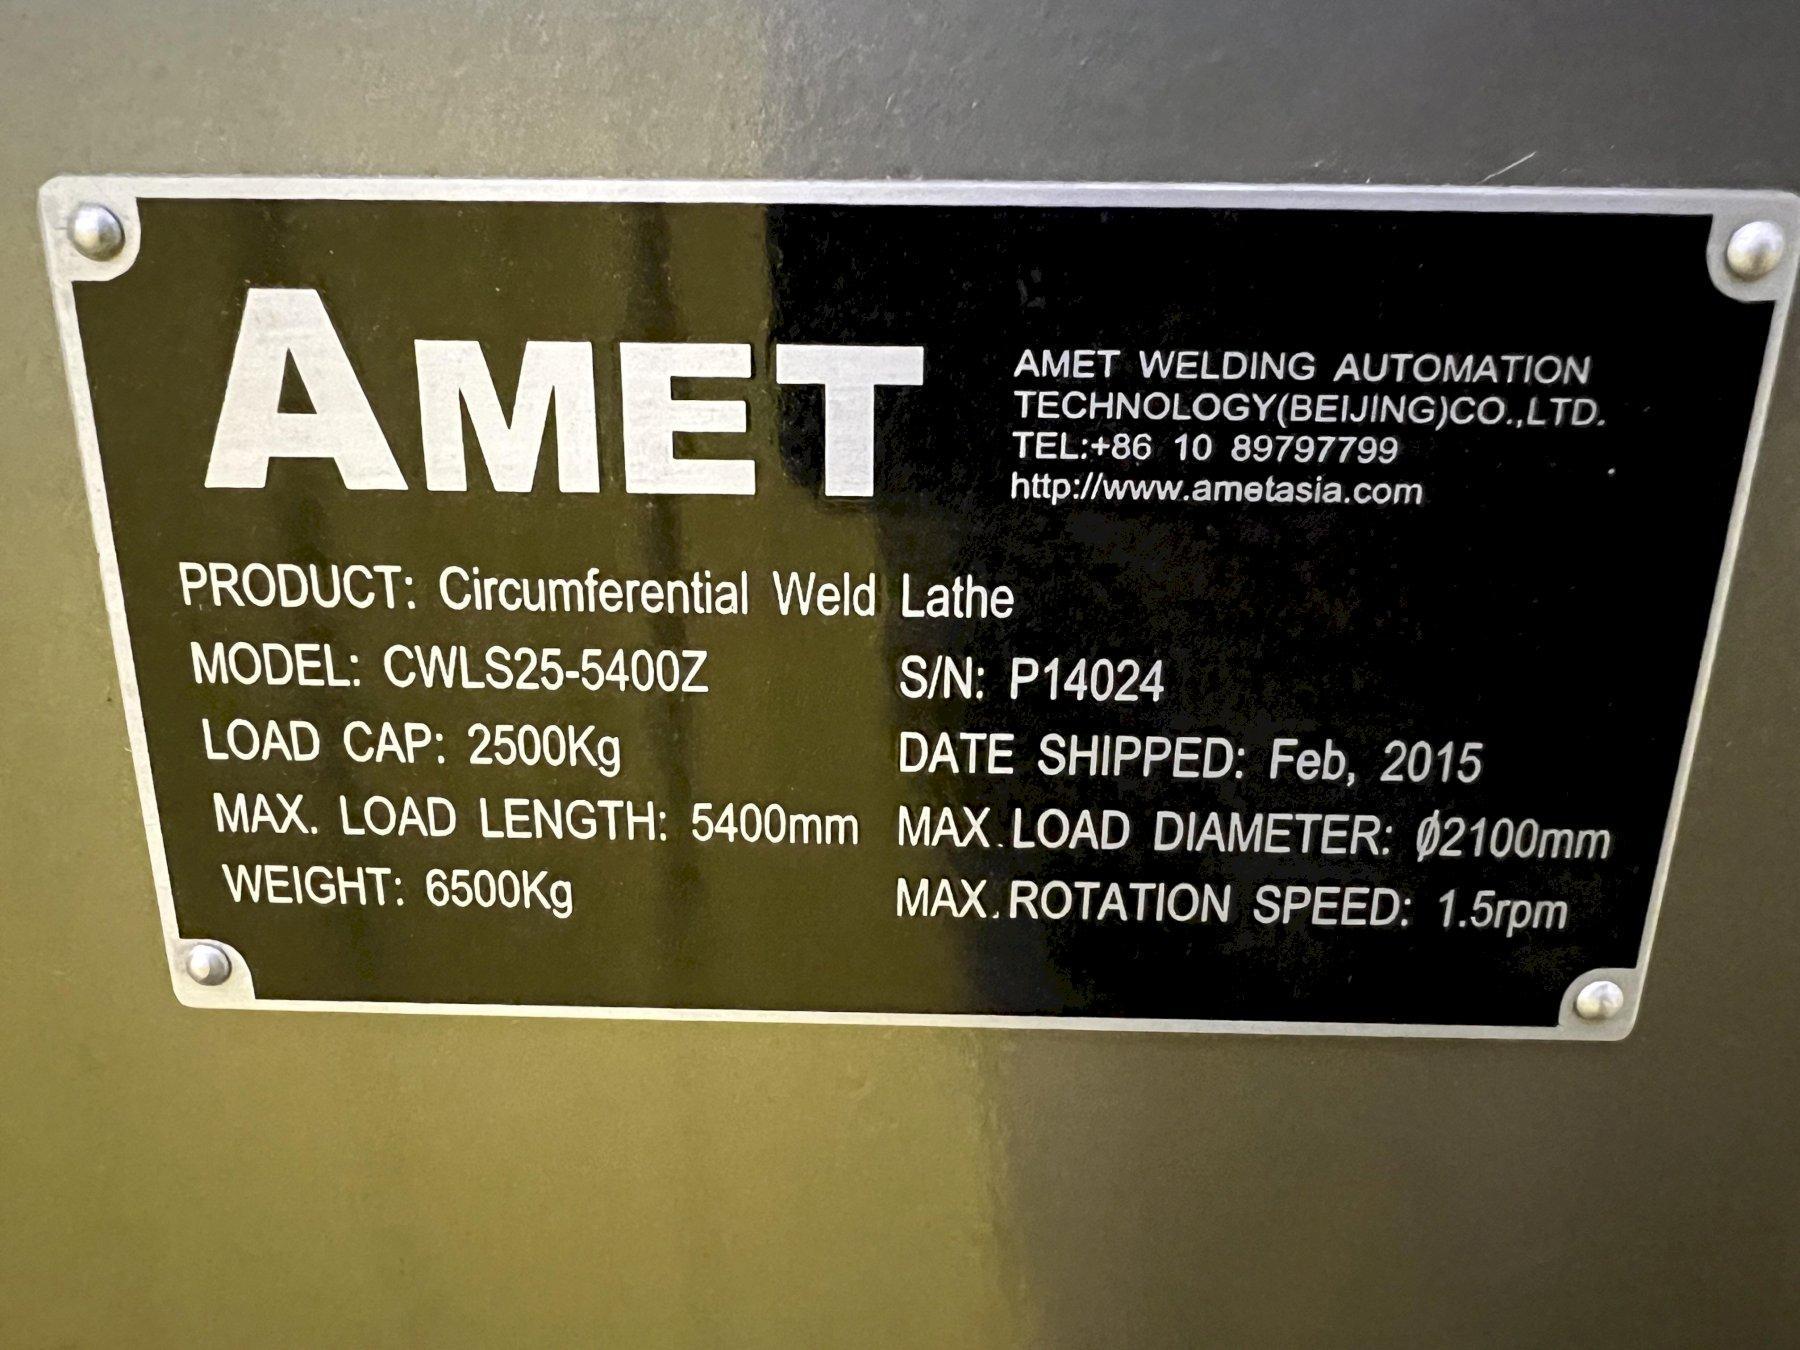 AMET
AMET WELDING AUTOMATION
TECHNOLOGY(BEIJING)CO.,LTD.
TEL:+86 10 89797799
http://www.ametasia.com
PRODUCT: Circumferential Weld Lathe
MODEL: CWLS25-5400Z S/N: P14024
LOAD CAP: 2500Kg DATE SHIPPED: Feb, 2015
MAX. LOAD LENGTH: 5400mm MAX.LOAD DIAMETER: Ø2100mm
WEIGHT: 6500Kg MAX.ROTATION SPEED: 1.5rpm